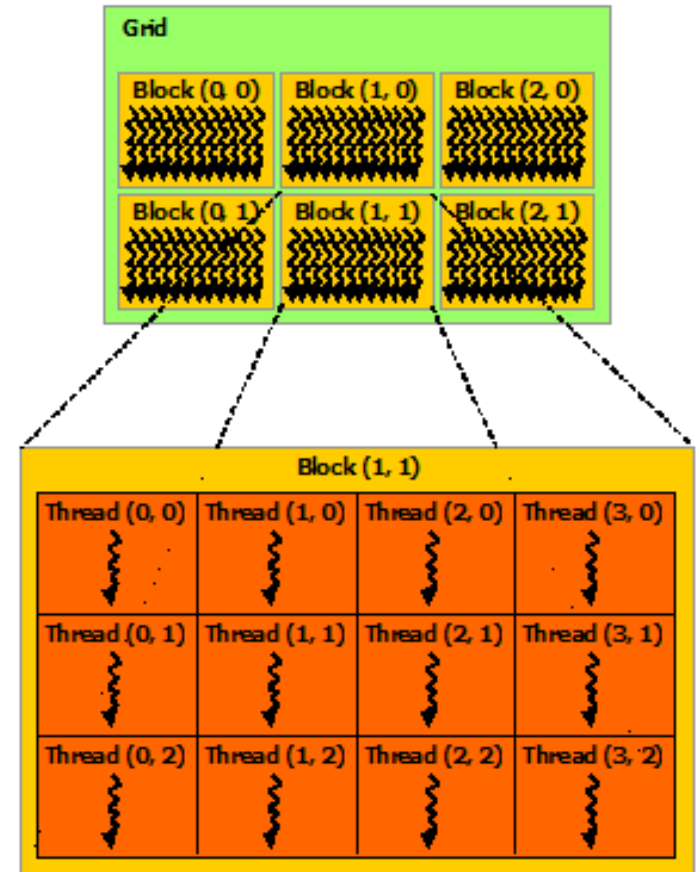 Grid
Block (0, 0) Block (1, 0) Block (2, 0)
Block (0, 1) Block (1, 1) Block (2, 1)
Block (1, 1)
Thread (0, 0) Thread (1, 0) Thread (2, 0) Thread (3, 0)
Thread (0, 1) Thread (1, 1) Thread (2, 1) Thread (3, 1)
Thread (0, 2) Thread (1, 2) Thread (2, 2) Thread (3, 2)